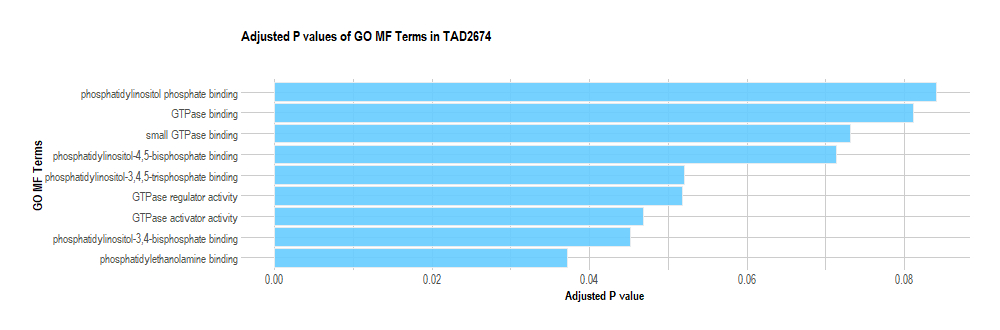 Adjusted P values of GO MF Terms in TAD2674
GO MF Terms
phosphatidylinositol phosphate binding
GTPase binding
small GTPase binding
phosphatidylinositol-4,5-bisphosphate binding
phosphatidylinositol-3,4,5-trisphosphate binding
GTPase regulator activity
GTPase activator activity
phosphatidylinositol-3,4-bisphosphate binding
phosphatidylethanolamine binding
0.00 0.02 0.04 0.06 0.08
Adjusted P value